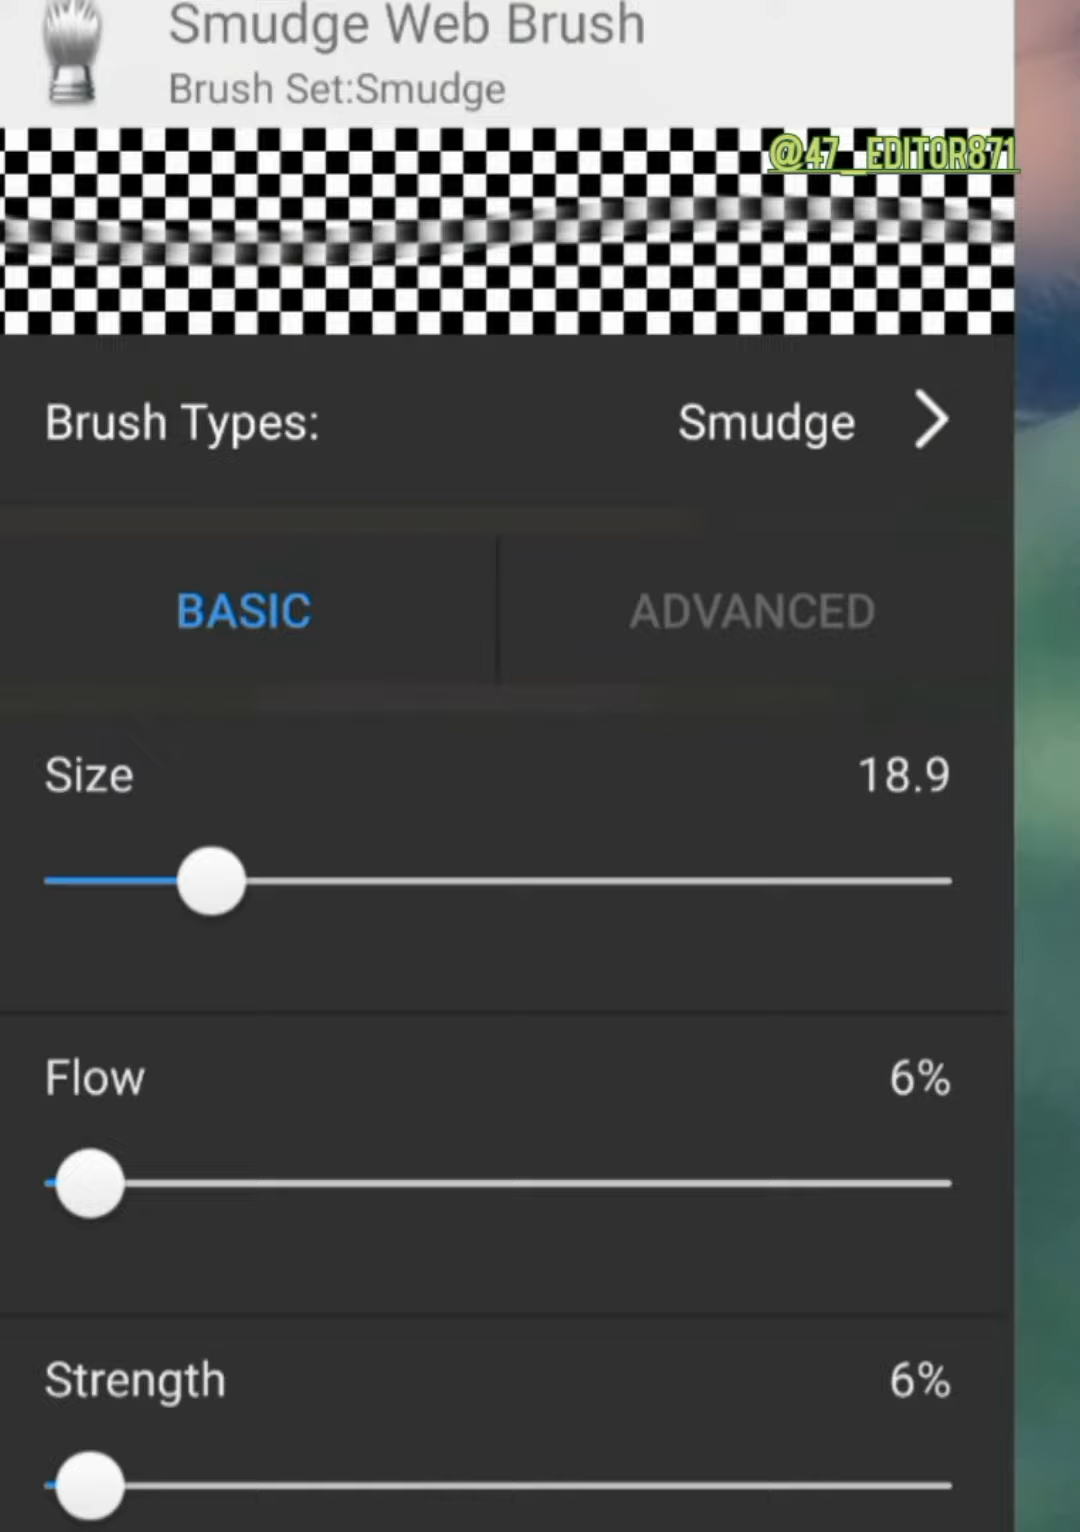 Smudge Web Brush
Brush Set:Smudge
@47_EDITOR871
Brush Types: Smudge
BASIC ADVANCED
Size 18.9
Flow 6%
Strength 6%